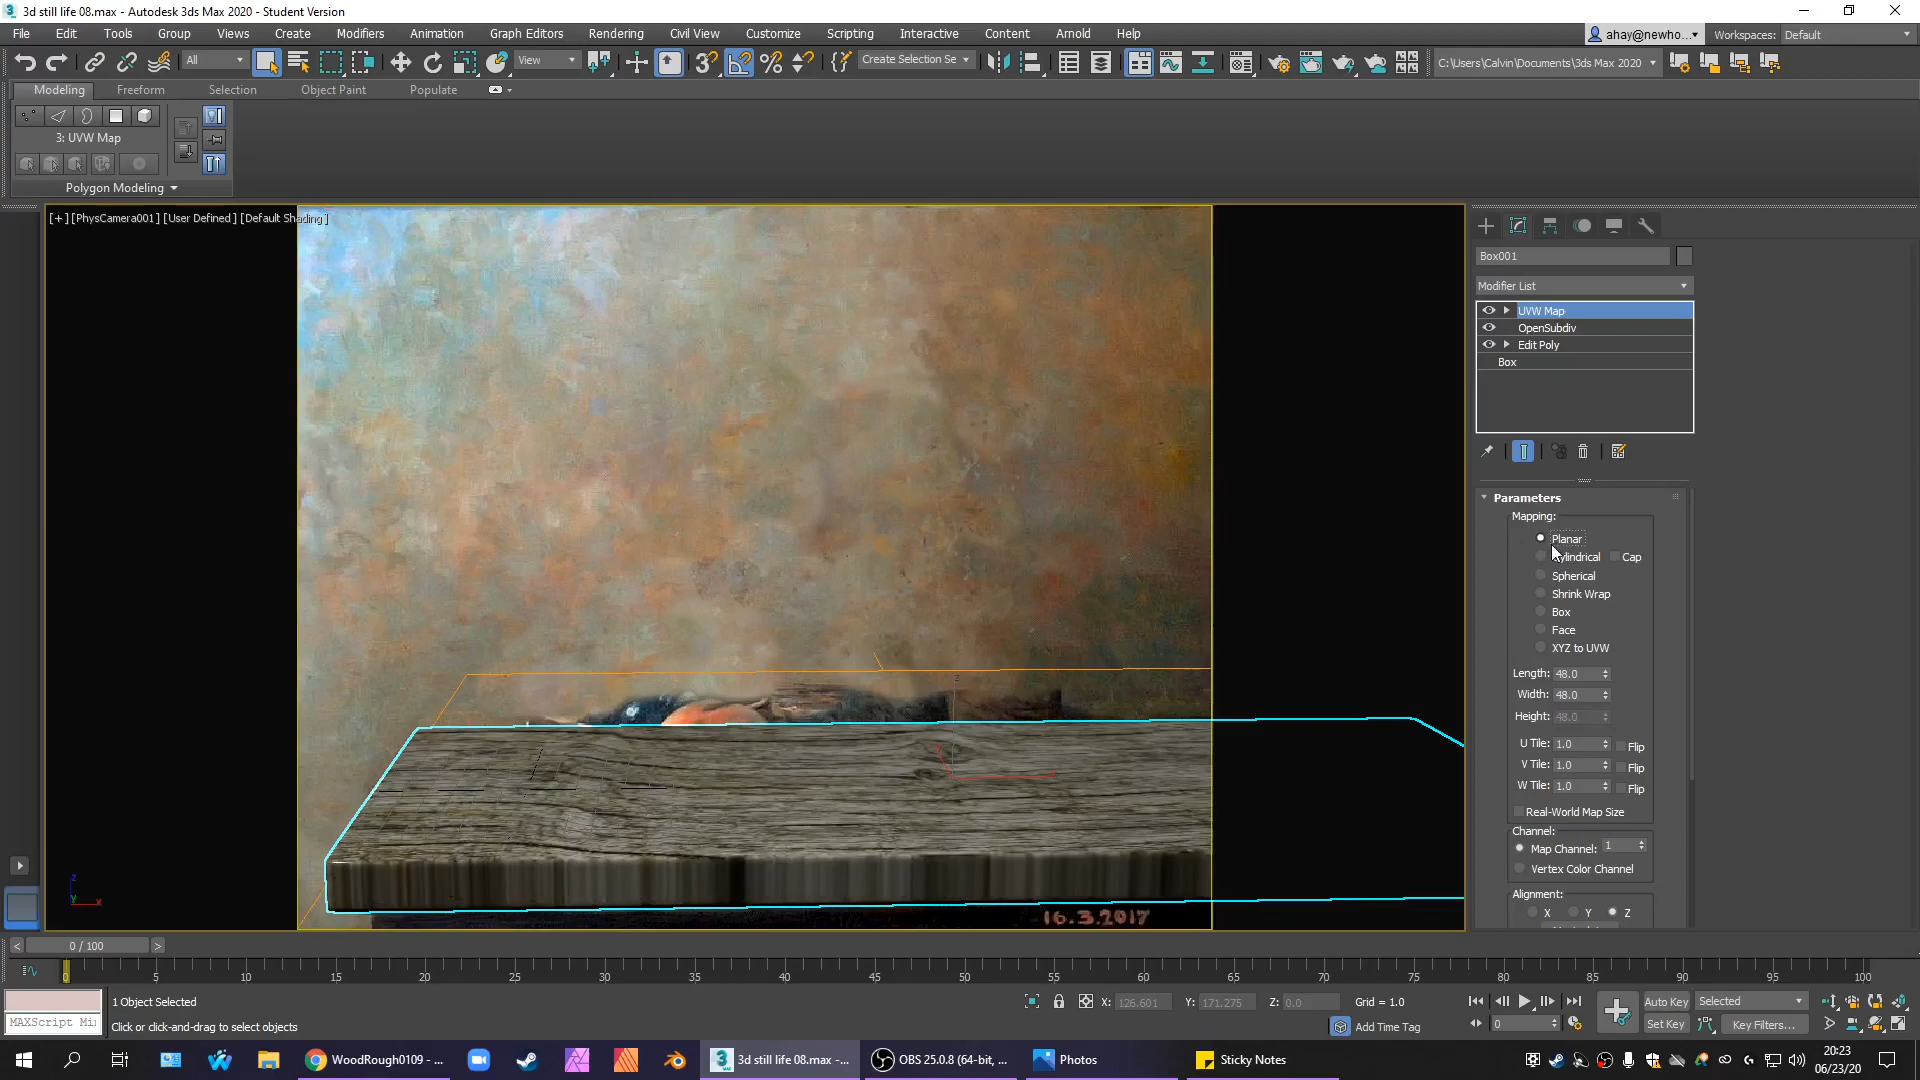 3d still life 08.max - Autodesk 3ds Max 2020 - Student Version
File Edit Tools Group Views Create Modifiers Animation Graph Editors Rendering Civil View Customize Scripting Interactive Content Arnold Help
ahay@newho... Workspaces: Default
All View Create Selection Se C:\Users\Calvin\Documents\3ds Max 2020
Modeling Freeform Selection Object Paint Populate
3: UVW Map
Polygon Modeling
[+] [PhysCamera001] [User Defined] [Default Shading]
Box001
Modifier List
UVW Map
OpenSubdiv
Edit Poly
Box
Parameters
Mapping:
Planar
Cap
Spherical
Shrink Wrap
Box
Face
XYZ to UVW
Length: 48.0
Width: 48.0
Height: 48.0
U Tile: 1.0 Flip
V Tile: 1.0 Flip
W Tile: 1.0 Flip
Real-World Map Size
Channel:
Map Channel: 1
Vertex Color Channel
Alignment:
X Y Z
16.3.2017
z
z
y x
< 0 / 100 >
0 5 10 15 20 25 30 35 40 45 50 55 60 65 70 75 80 85 90 95 100
1 Object Selected
X: 126.601 Y: 171.275 Z: 0.0 Grid = 1.0
Auto Key Selected
MAXScript Mi
Click or click-and-drag to select objects
Add Time Tag
0
Set Key Key Filters...
WoodRough0109 - ...
3d still life 08.max -...
OBS 25.0.8 (64-bit, ...
Photos
Sticky Notes
20:23
06/23/20